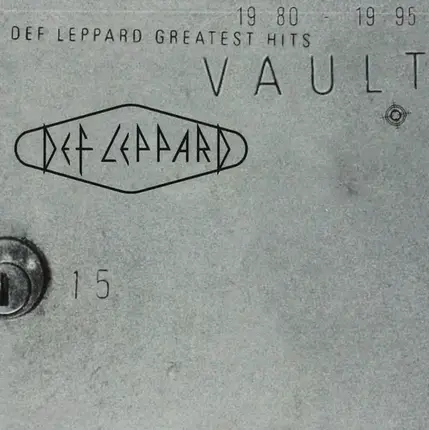 19 80 - 19 95
DEF LEPPARD GREATEST HITS
VAULT
DEF LEPPARD
15